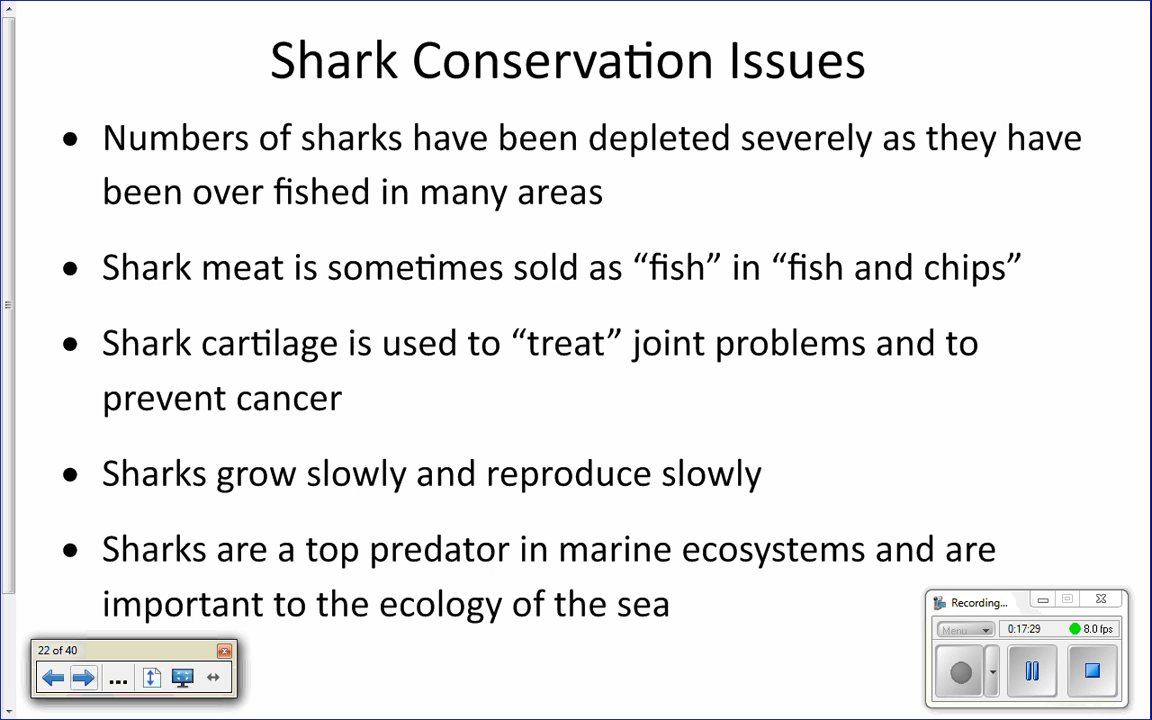 Shark Conservation Issues
• Numbers of sharks have been depleted severely as they have
been over fished in many areas
• Shark meat is sometimes sold as “fish” in “fish and chips”
• Shark cartilage is used to “treat” joint problems and to
prevent cancer
• Sharks grow slowly and reproduce slowly
• Sharks are a top predator in marine ecosystems and are
important to the ecology of the sea
Recording...
Menu
0:17:29
8.0 fps
22 of 40
...